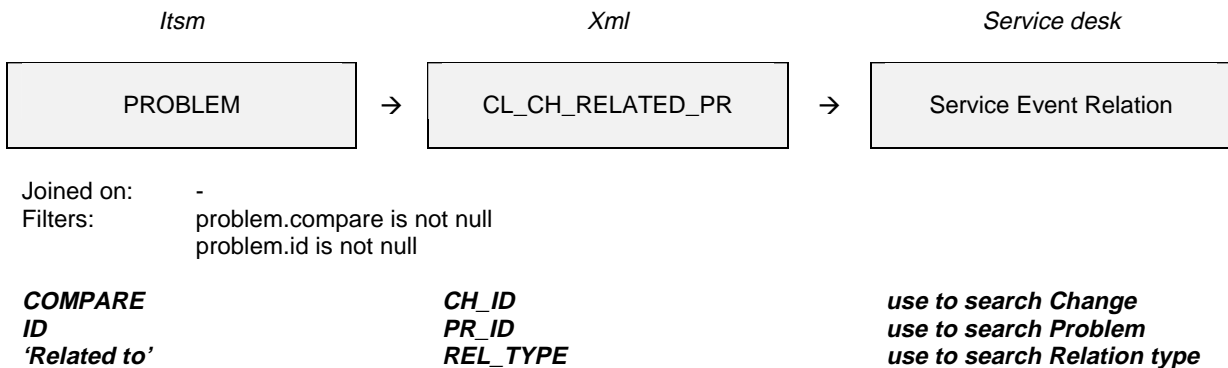 Itsm Xml Service desk
PROBLEM → CL_CH_RELATED_PR → Service Event Relation
Joined on: -
Filters: problem.compare is not null
problem.id is not null
COMPARE CH_ID use to search Change
ID PR_ID use to search Problem
‘Related to’ REL_TYPE use to search Relation type